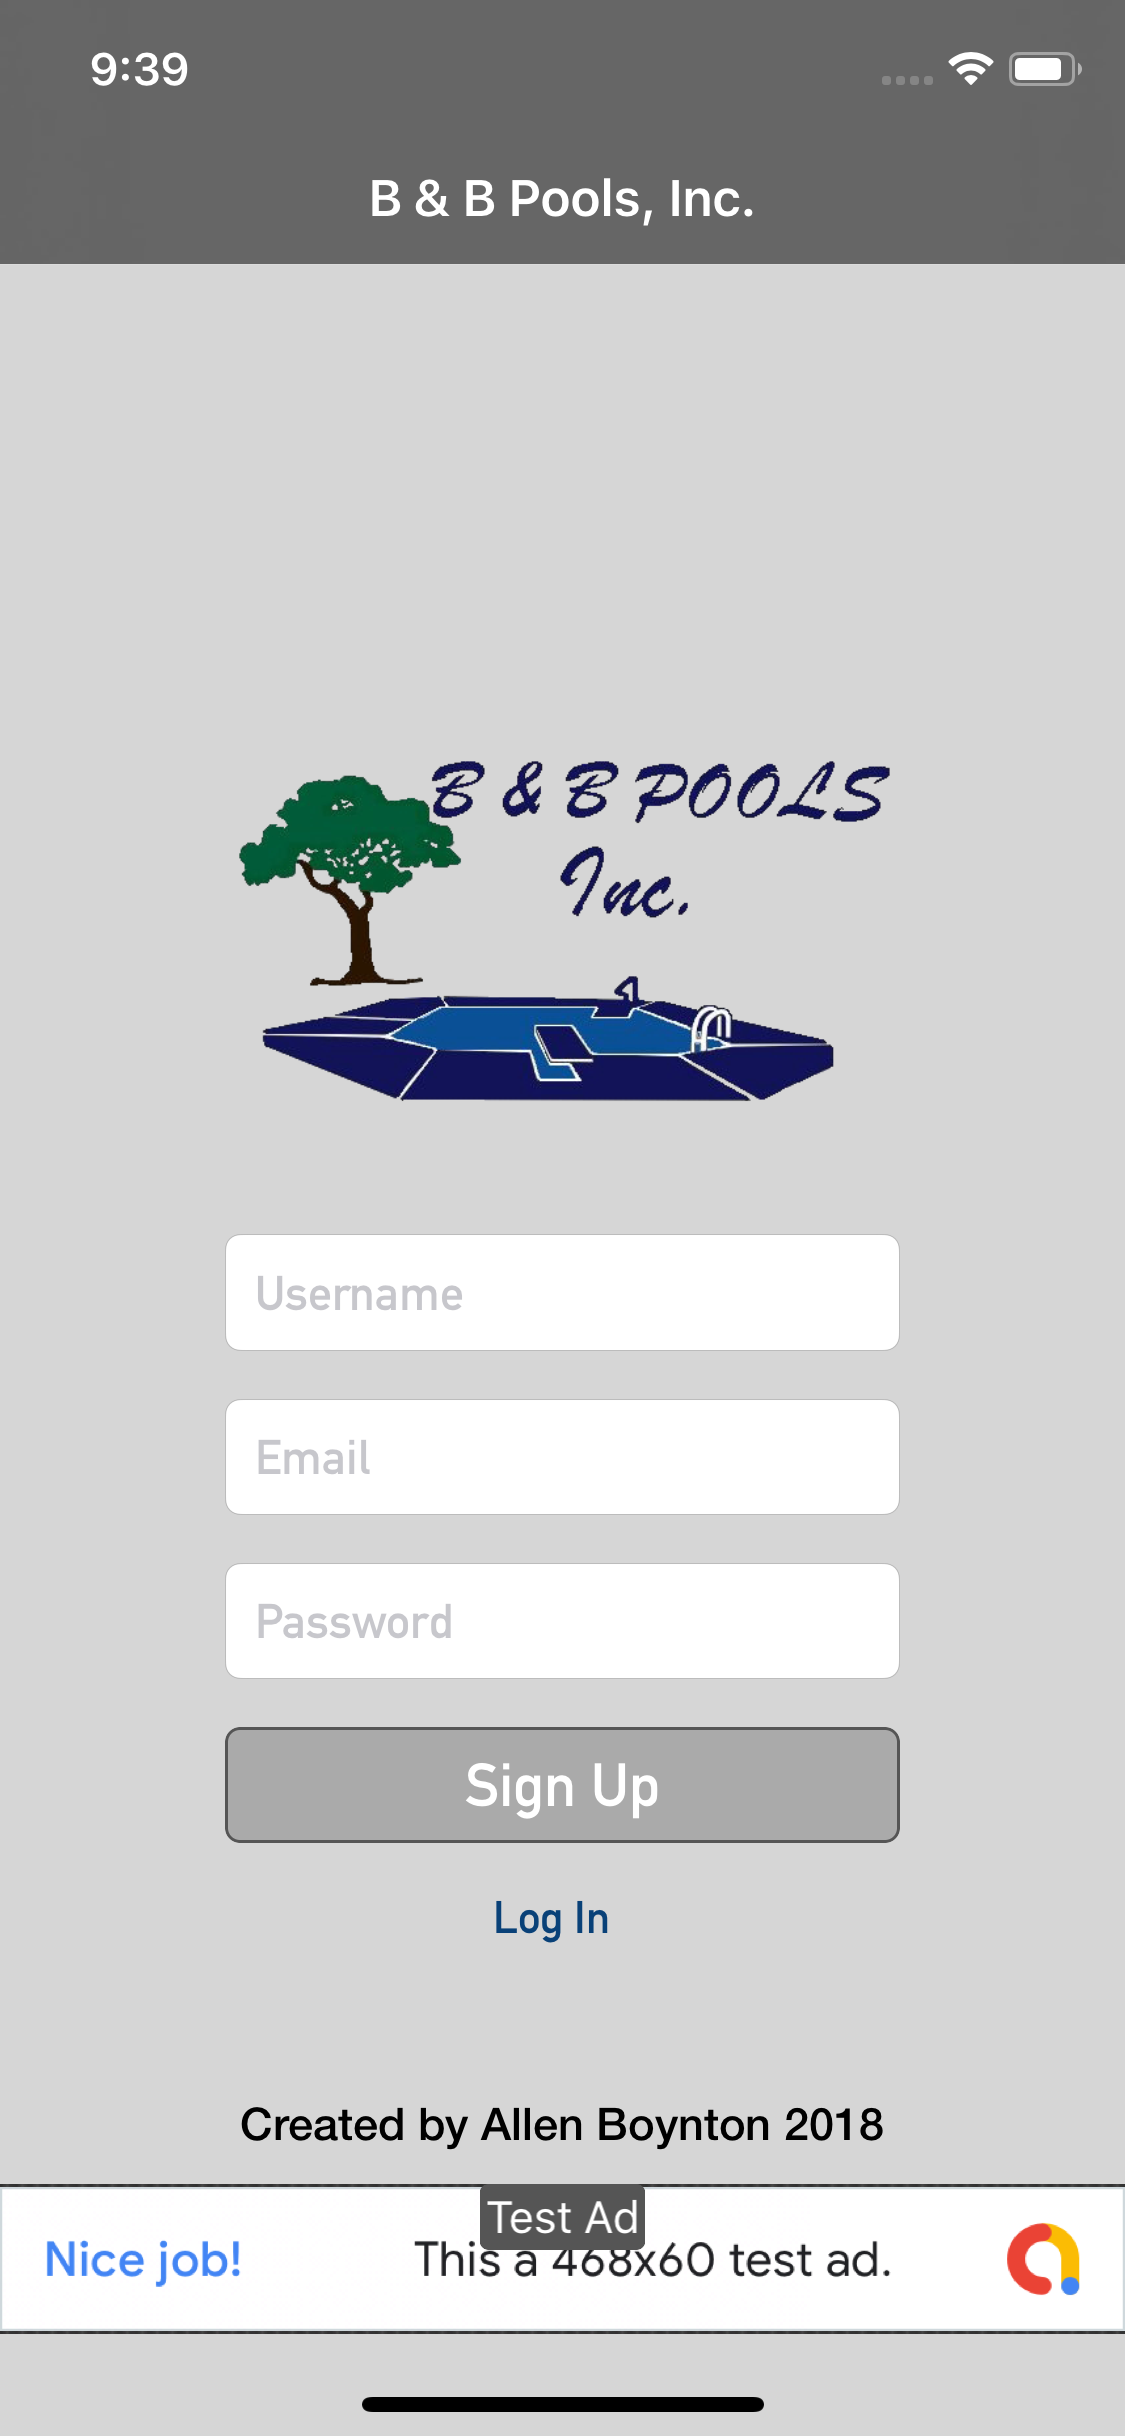 9:39
B & B Pools, Inc.
B & B POOLS
Inc.
Username
Email
Password
Sign Up
Log In
Created by Allen Boynton 2018
Test Ad
Nice job!
This a 468x60 test ad.